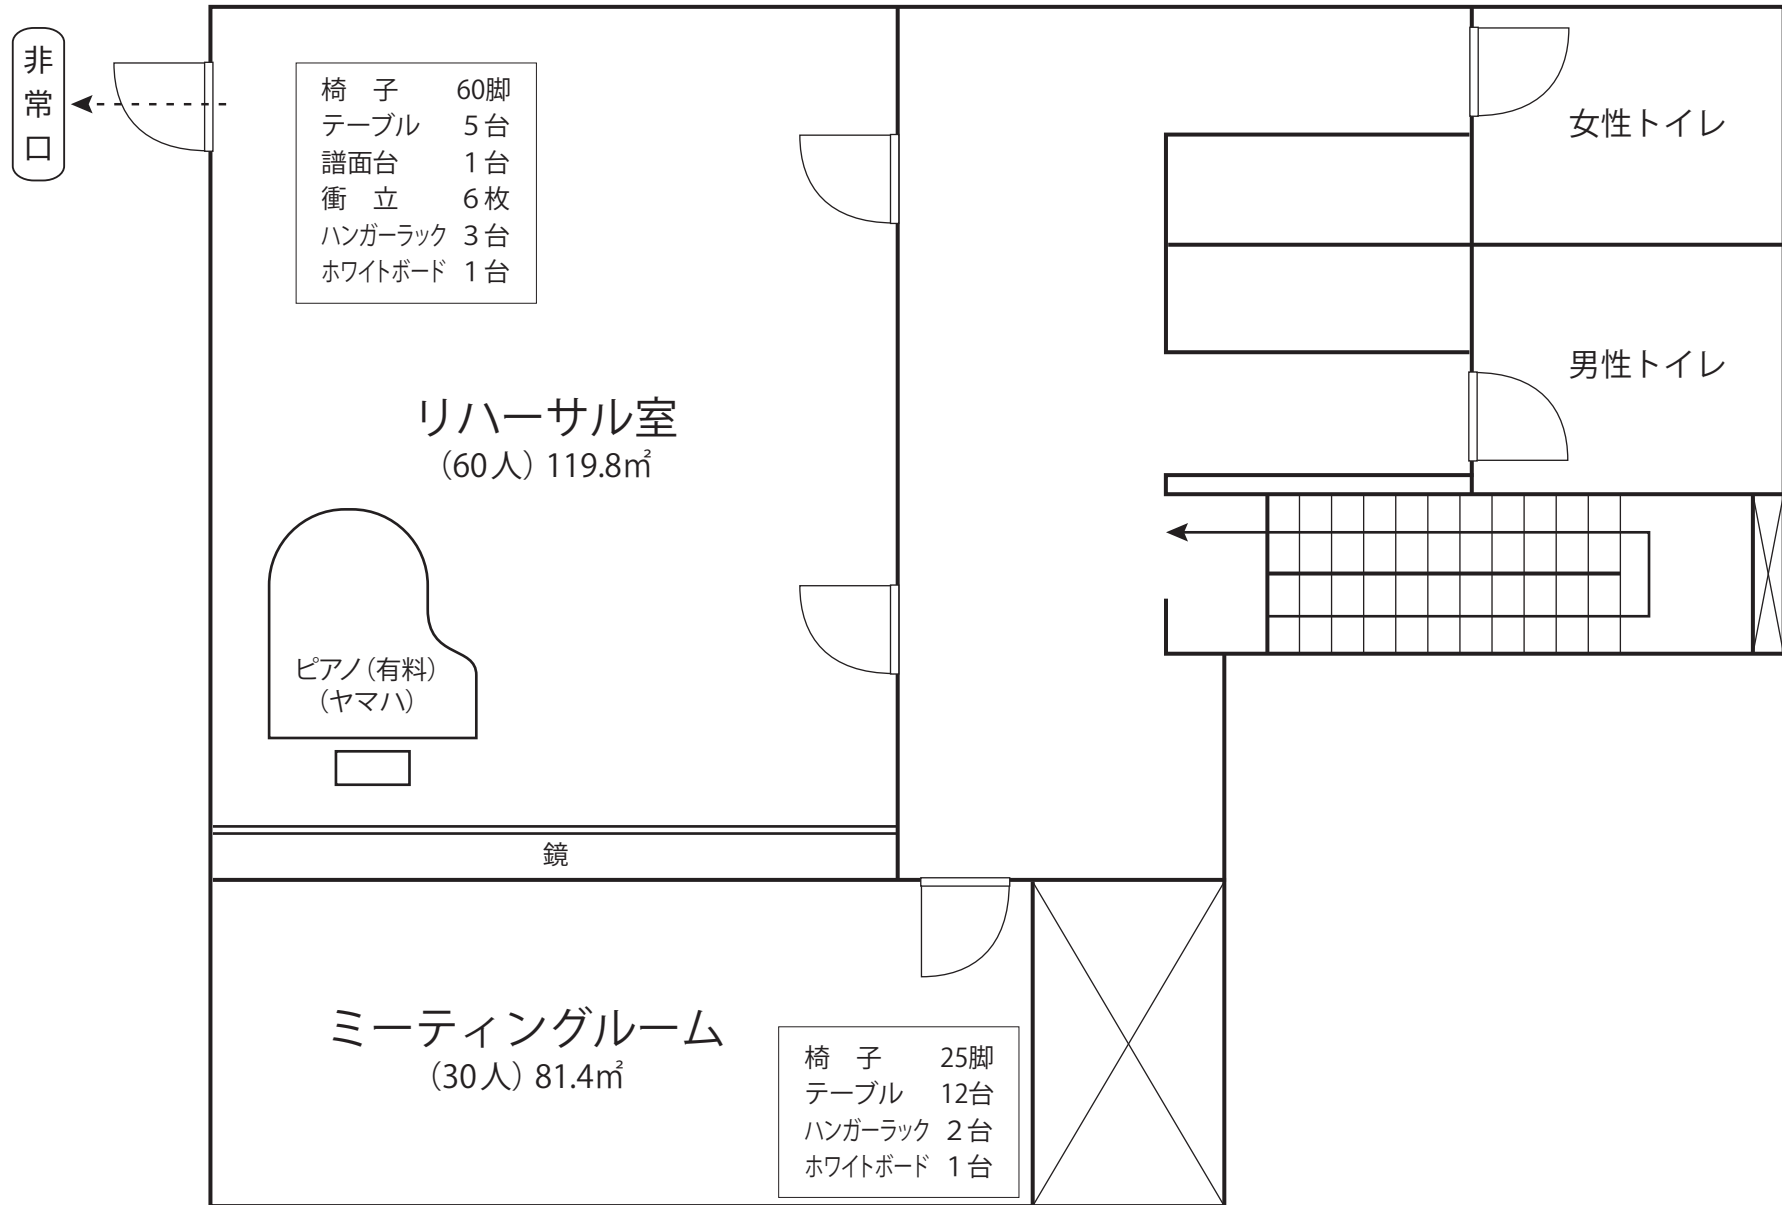 非常口
椅　子　60脚
テーブル　5台
譜面台　1台
衝　立　6枚
ハンガーラック　3台
ホワイトボード　1台
女性トイレ
男性トイレ
リハーサル室
（60人）119.8㎡
ピアノ（有料）
（ヤマハ）
鏡
ミーティングルーム
（30人）81.4㎡
椅　子　25脚
テーブル　12台
ハンガーラック　2台
ホワイトボード　1台